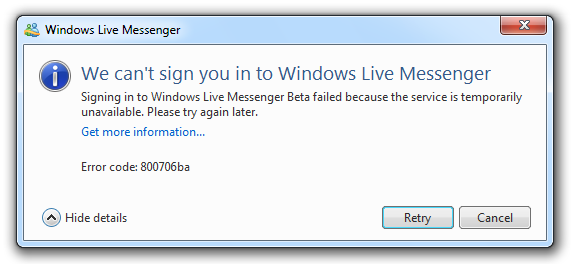 Windows Live Messenger
We can't sign you in to Windows Live Messenger
Signing in to Windows Live Messenger Beta failed because the service is temporarily
unavailable. Please try again later.
Get more information...
Error code: 800706ba
Hide details
Retry
Cancel